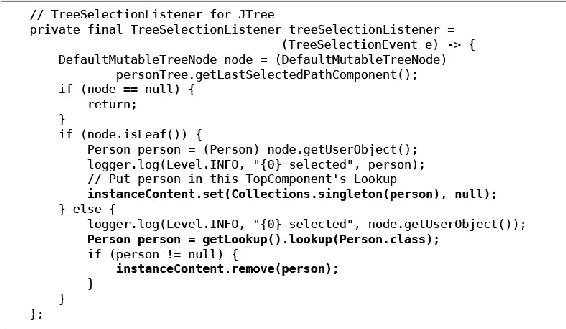 // TreeSelectionListener for JTree
private final TreeSelectionListener treeSelectionListener =
(TreeSelectionEvent e) -> {
DefaultMutableTreeNode node = (DefaultMutableTreeNode)
personTree.getLastSelectedPathComponent();
if (node == null) {
return;
}
if (node.isLeaf()) {
Person person = (Person) node.getUserObject();
logger.log(Level.INFO, "{0} selected", person);
// Put person in this TopComponent's Lookup
instanceContent.set(Collections.singleton(person), null);
} else {
logger.log(Level.INFO, "{0} selected", node.getUserObject());
Person person = getLookup().lookup(Person.class);
if (person != null) {
instanceContent.remove(person);
}
}
};